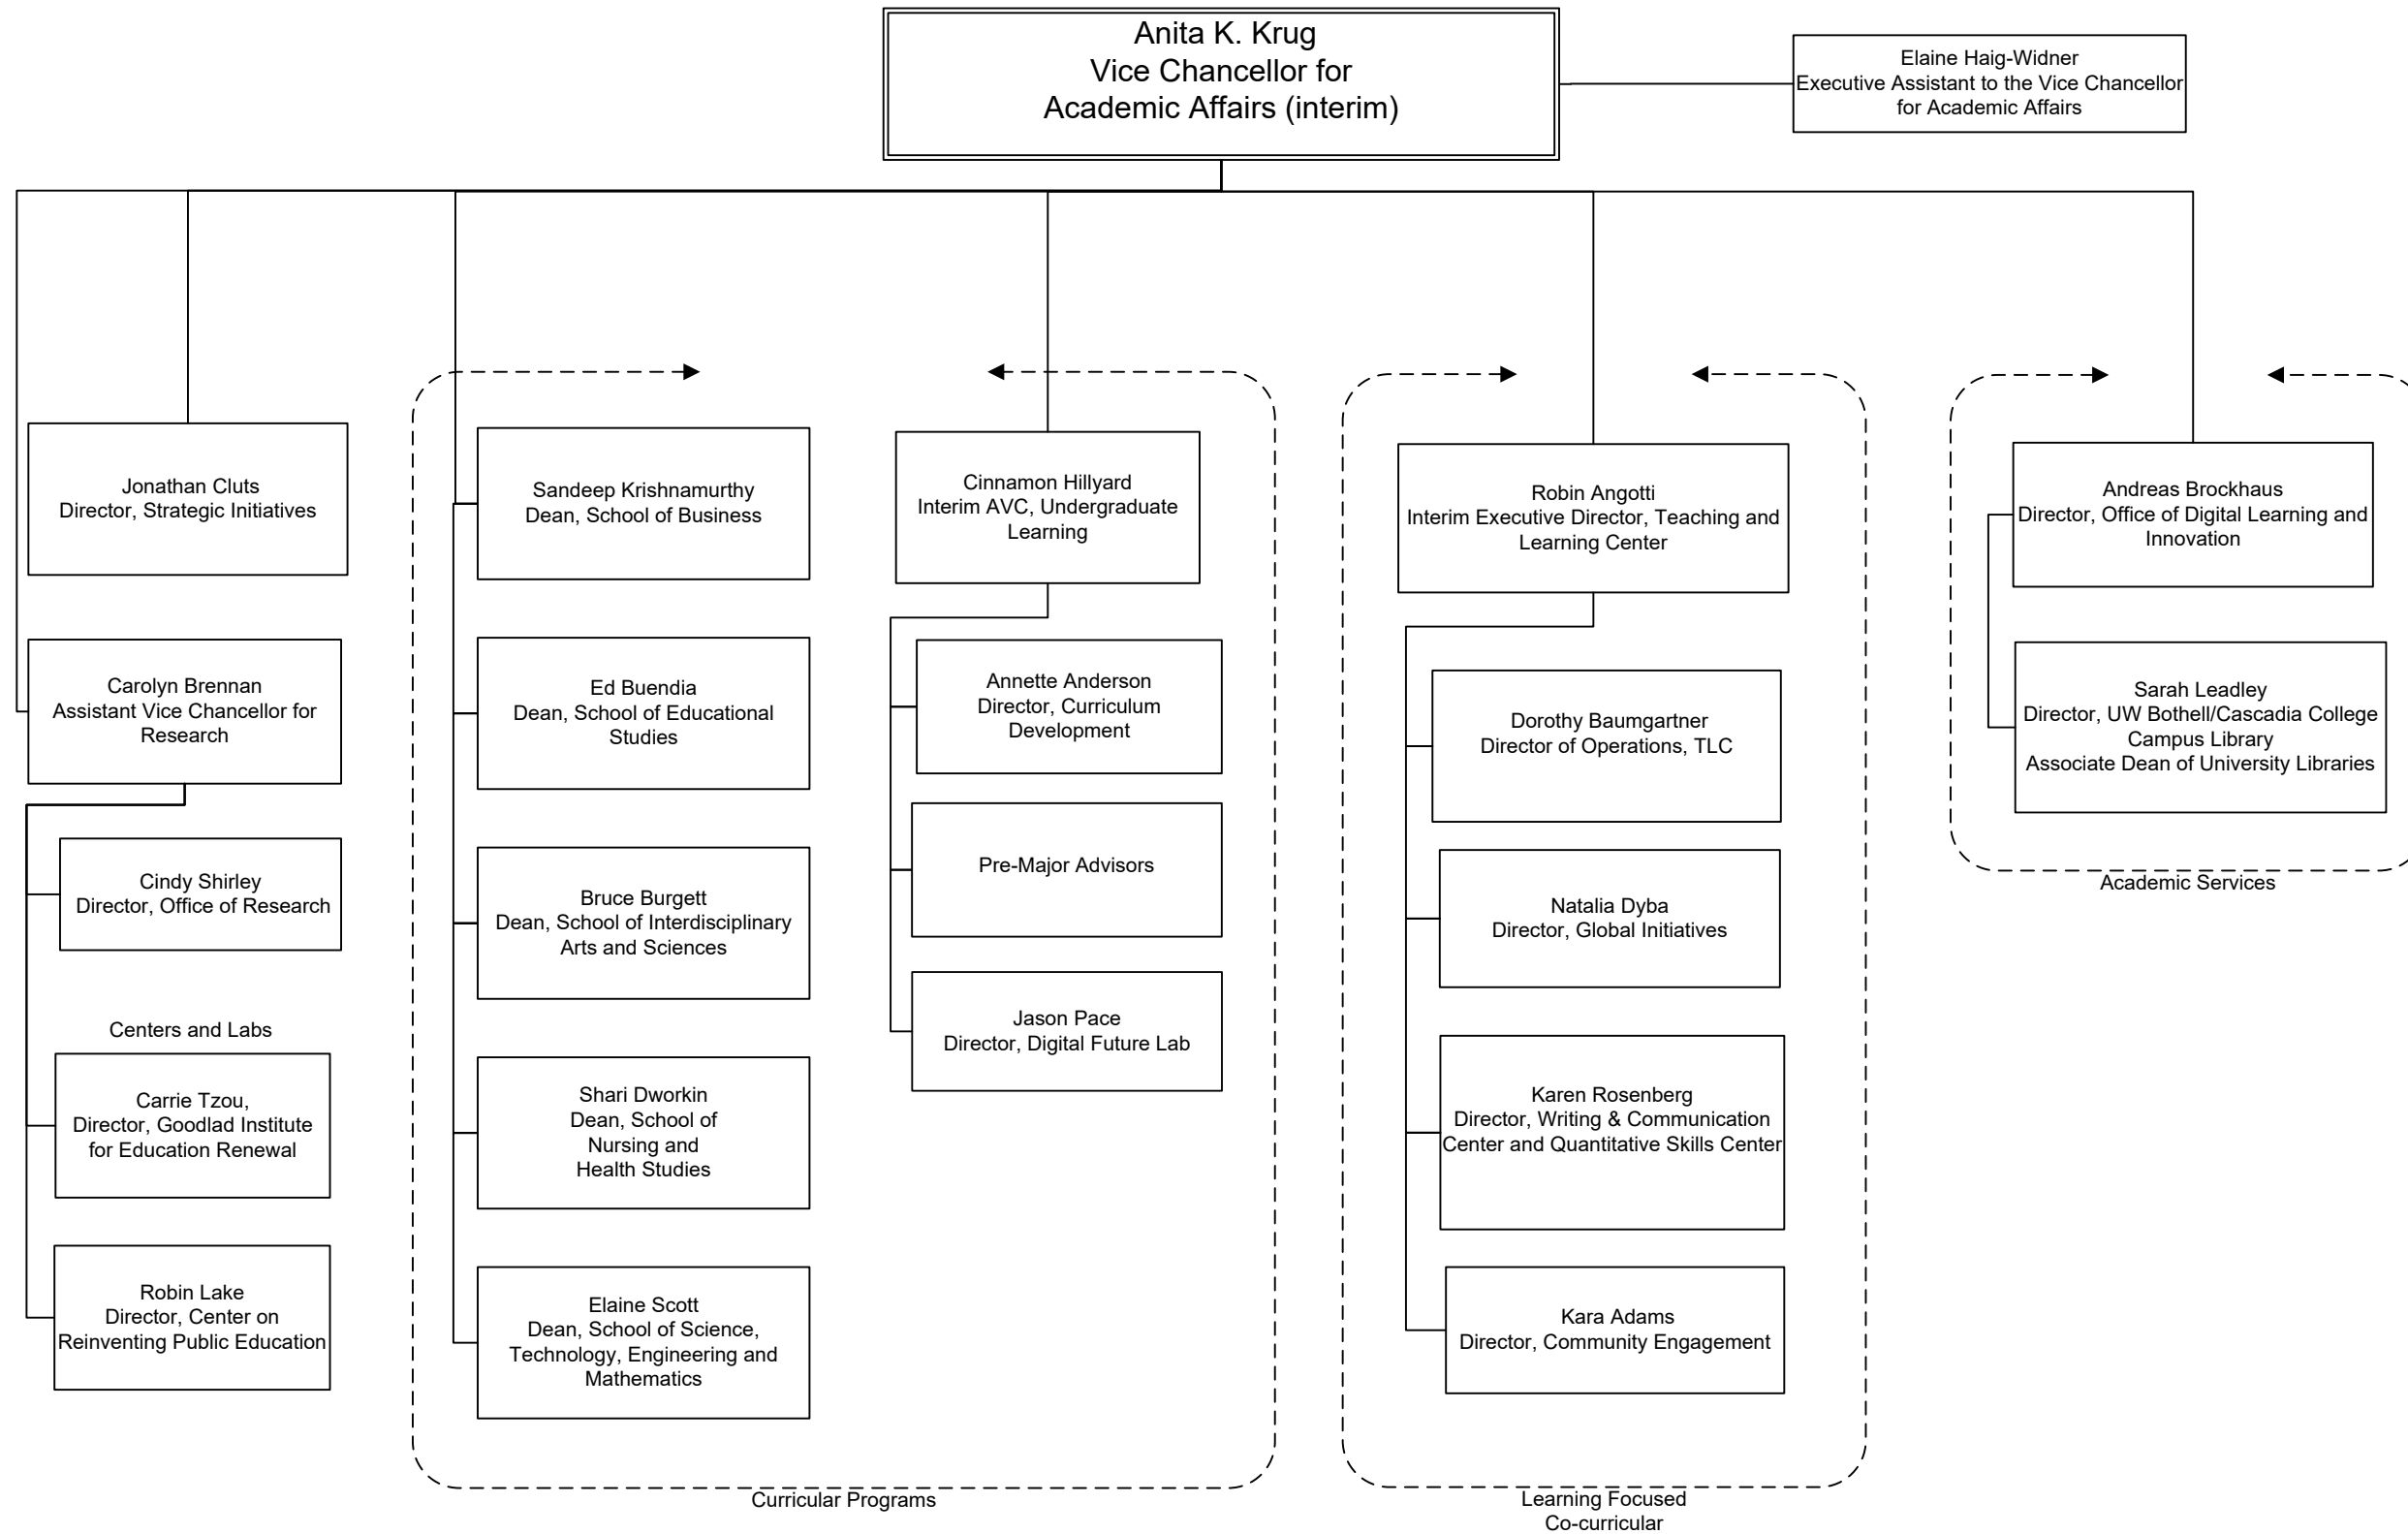 Anita K. Krug
Vice Chancellor for
Academic Affairs (interim)
Elaine Haig-Widner
Executive Assistant to the Vice Chancellor
for Academic Affairs
Jonathan Cluts
Director, Strategic Initiatives
Carolyn Brennan
Assistant Vice Chancellor for
Research
Cindy Shirley
Director, Office of Research
Centers and Labs
Carrie Tzou,
Director, Goodlad Institute
for Education Renewal
Robin Lake
Director, Center on
Reinventing Public Education
Sandeep Krishnamurthy
Dean, School of Business
Ed Buendia
Dean, School of Educational
Studies
Bruce Burgett
Dean, School of Interdisciplinary
Arts and Sciences
Shari Dworkin
Dean, School of
Nursing and
Health Studies
Elaine Scott
Dean, School of Science,
Technology, Engineering and
Mathematics
Cinnamon Hillyard
Interim AVC, Undergraduate
Learning
Annette Anderson
Director, Curriculum
Development
Pre-Major Advisors
Jason Pace
Director, Digital Future Lab
Curricular Programs
Robin Angotti
Interim Executive Director, Teaching and
Learning Center
Dorothy Baumgartner
Director of Operations, TLC
Natalia Dyba
Director, Global Initiatives
Karen Rosenberg
Director, Writing & Communication
Center and Quantitative Skills Center
Kara Adams
Director, Community Engagement
Learning Focused
Co-curricular
Andreas Brockhaus
Director, Office of Digital Learning and
Innovation
Sarah Leadley
Director, UW Bothell/Cascadia College
Campus Library
Associate Dean of University Libraries
Academic Services